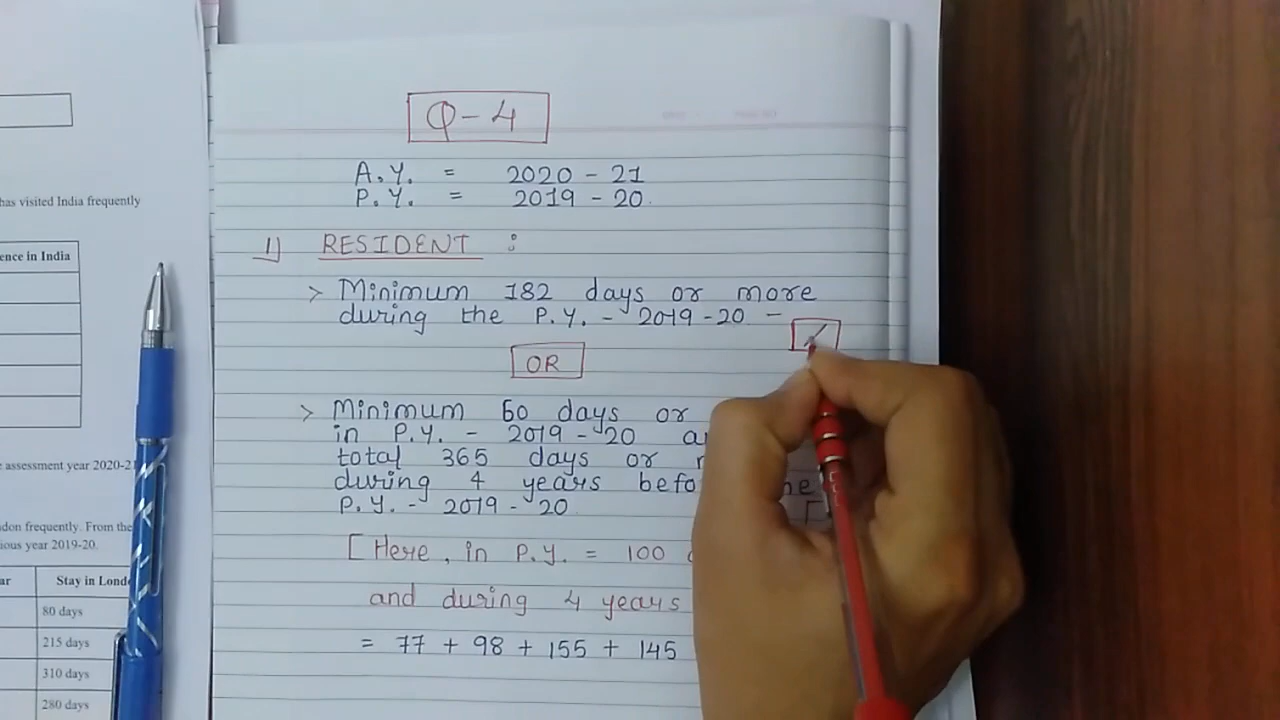 has visited India frequently
ence in India
e assessment year 2020-2
don frequently. From the
ious year 2019-20.
ar Stay in Lond
80 days
215 days
310 days
280 days
Q-4
A.Y. = 2020 - 21
P.Y. = 2019 - 20.
1) RESIDENT :
> Minimum 182 days or more
during the P.Y. - 2019-20 -
OR
> Minimum 60 days or
in P.Y. - 2019 - 20
total 365 days or
during 4 years befo
P.Y. - 2019 - 20
[ Here, in P.Y. = 100
and during 4 years
= 77 + 98 + 155 + 145